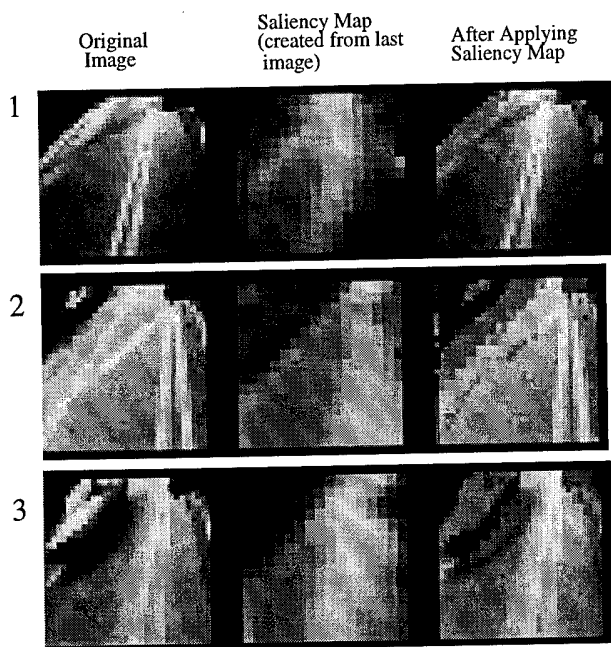 Original
Image
Saliency Map
(created from last
image)
After Applying
Saliency Map
1
2
3